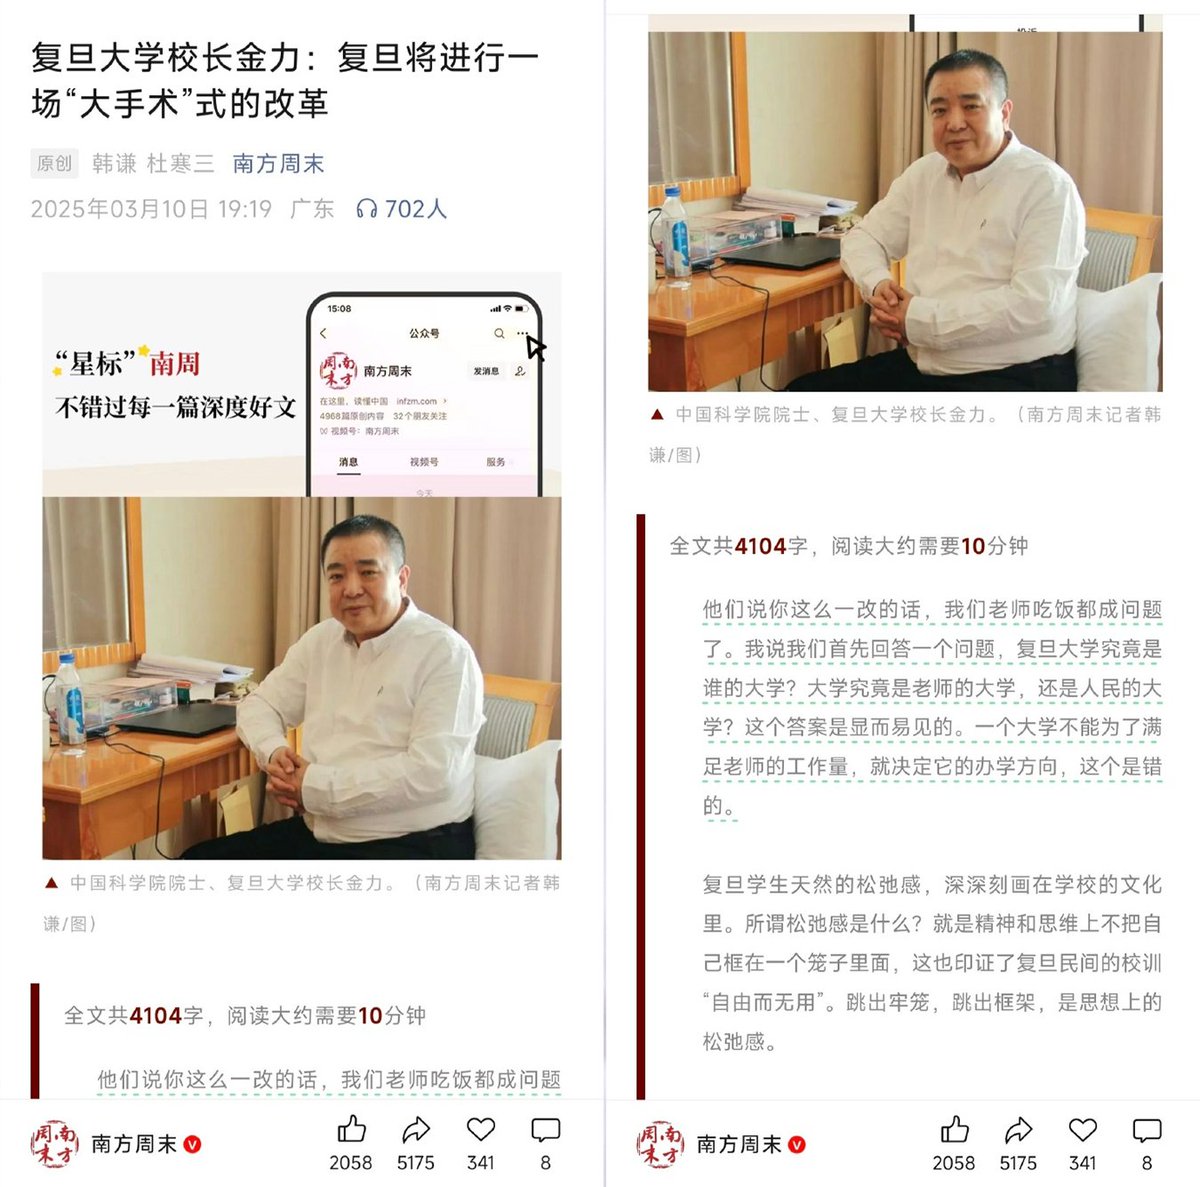 复旦大学校长金力：复旦将进行一
场“大手术”式的改革
原创 韩谦 杜寒三 南方周末
2025年03月10日 19:19 广东 702人
“星标”南周
不错过每一篇深度好文
15:08
公众号
南方周末
发消息
在这里，读懂中国 infzm.com
4968篇原创内容 32个朋友关注
视频号：南方周末
消息 视频号 服务
今天
▲ 中国科学院院士、复旦大学校长金力。（南方周末记者韩
谦/图）
全文共4104字，阅读大约需要10分钟
他们说你这么一改的话，我们老师吃饭都成问题
南方周末
2058 5175 341 8
▲ 中国科学院院士、复旦大学校长金力。（南方周末记者韩
谦/图）
全文共4104字，阅读大约需要10分钟
他们说你这么一改的话，我们老师吃饭都成问题
了。我说我们首先回答一个问题，复旦大学究竟是
谁的大学？大学究竟是老师的大学，还是人民的大
学？这个答案是显而易见的。一个大学不能为了满
足老师的工作量，就决定它的办学方向，这个是错
的。
复旦学生天然的松弛感，深深刻画在学校的文化
里。所谓松弛感是什么？就是精神和思维上不把自
己框在一个笼子里面，这也印证了复旦民间的校训
“自由而无用”。跳出牢笼，跳出框架，是思想上的
松弛感。
南方周末
2058 5175 341 8